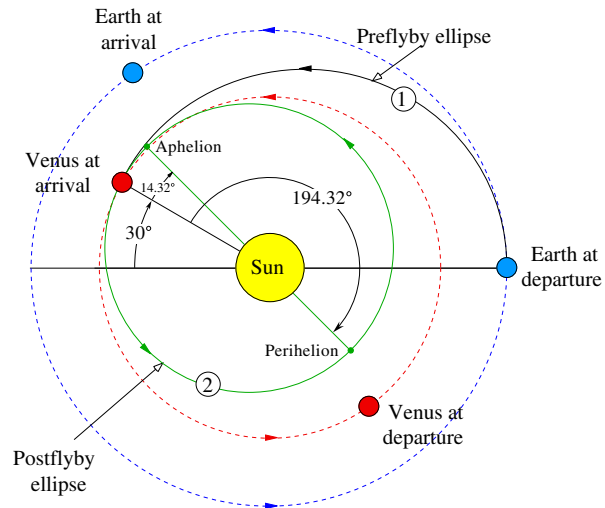 Earth at
arrival
Preflyby ellipse
1
Aphelion
Venus at
arrival
14.32°
194.32°
30°
Sun
Earth at
departure
Perihelion
2
Venus at
departure
Postflyby
ellipse